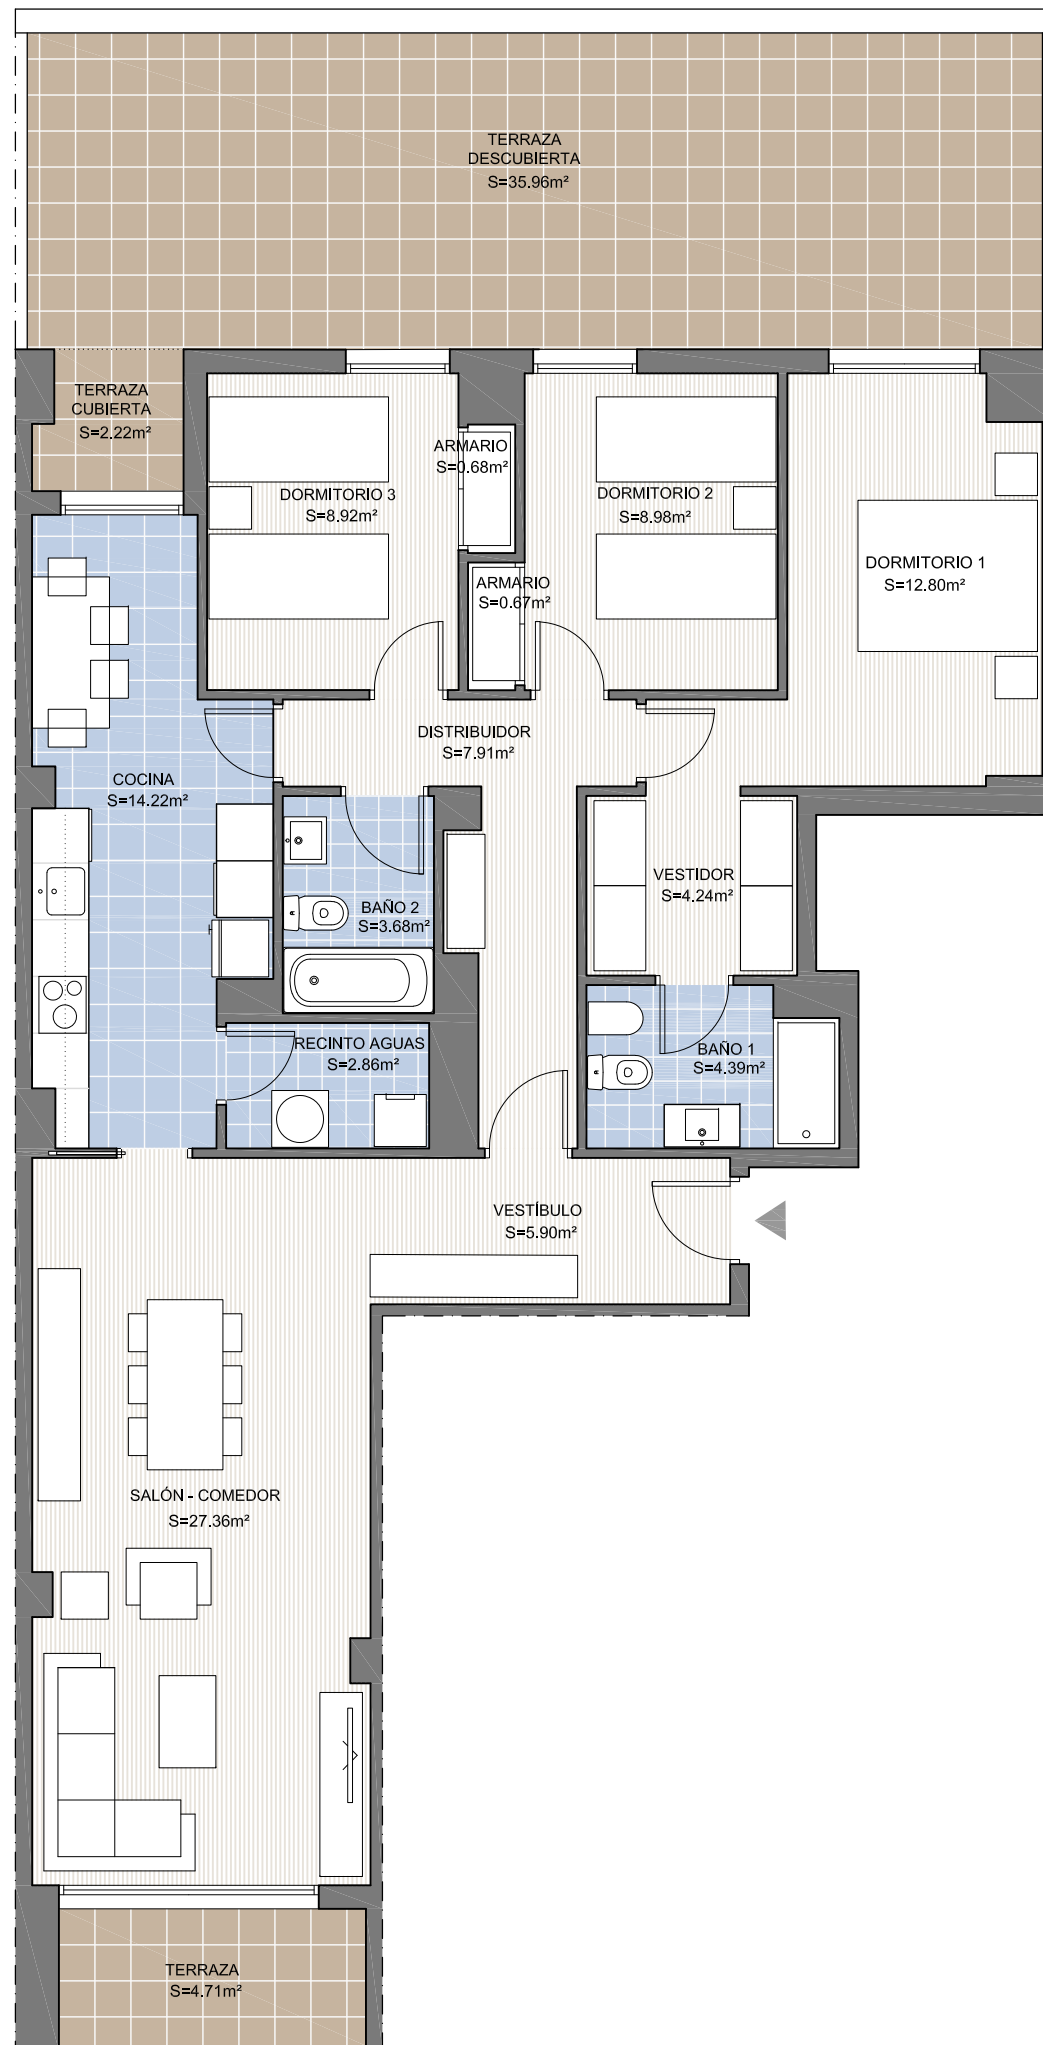 TERRAZA
DESCUBIERTA
S=35.96m²
TERRAZA
CUBIERTA
S=2.22m²
ARMARIO
S=0.68m²
DORMITORIO 3
S=8.92m²
DORMITORIO 2
S=8.98m²
DORMITORIO 1
S=12.80m²
ARMARIO
S=0.67m²
DISTRIBUIDOR
S=7.91m²
COCINA
S=14.22m²
VESTIDOR
S=4.24m²
BAÑO 2
S=3.68m²
RECINTO AGUAS
S=2.86m²
BAÑO 1
S=4.39m²
VESTÍBULO
S=5.90m²
SALÓN - COMEDOR
S=27.36m²
TERRAZA
S=4.71m²